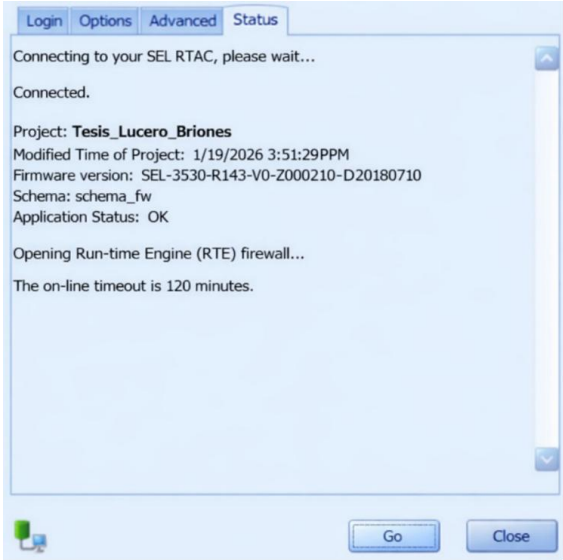 Login Options Advanced Status
Connecting to your SEL RTAC, please wait...
Connected.
Project: Tesis_Lucero_Briones
Modified Time of Project: 1/19/2026 3:51:29PPM
Firmware version: SEL-3530-R143-V0-Z000210-D20180710
Schema: schema_fw
Application Status: OK
Opening Run-time Engine (RTE) firewall...
The on-line timeout is 120 minutes.
Go Close